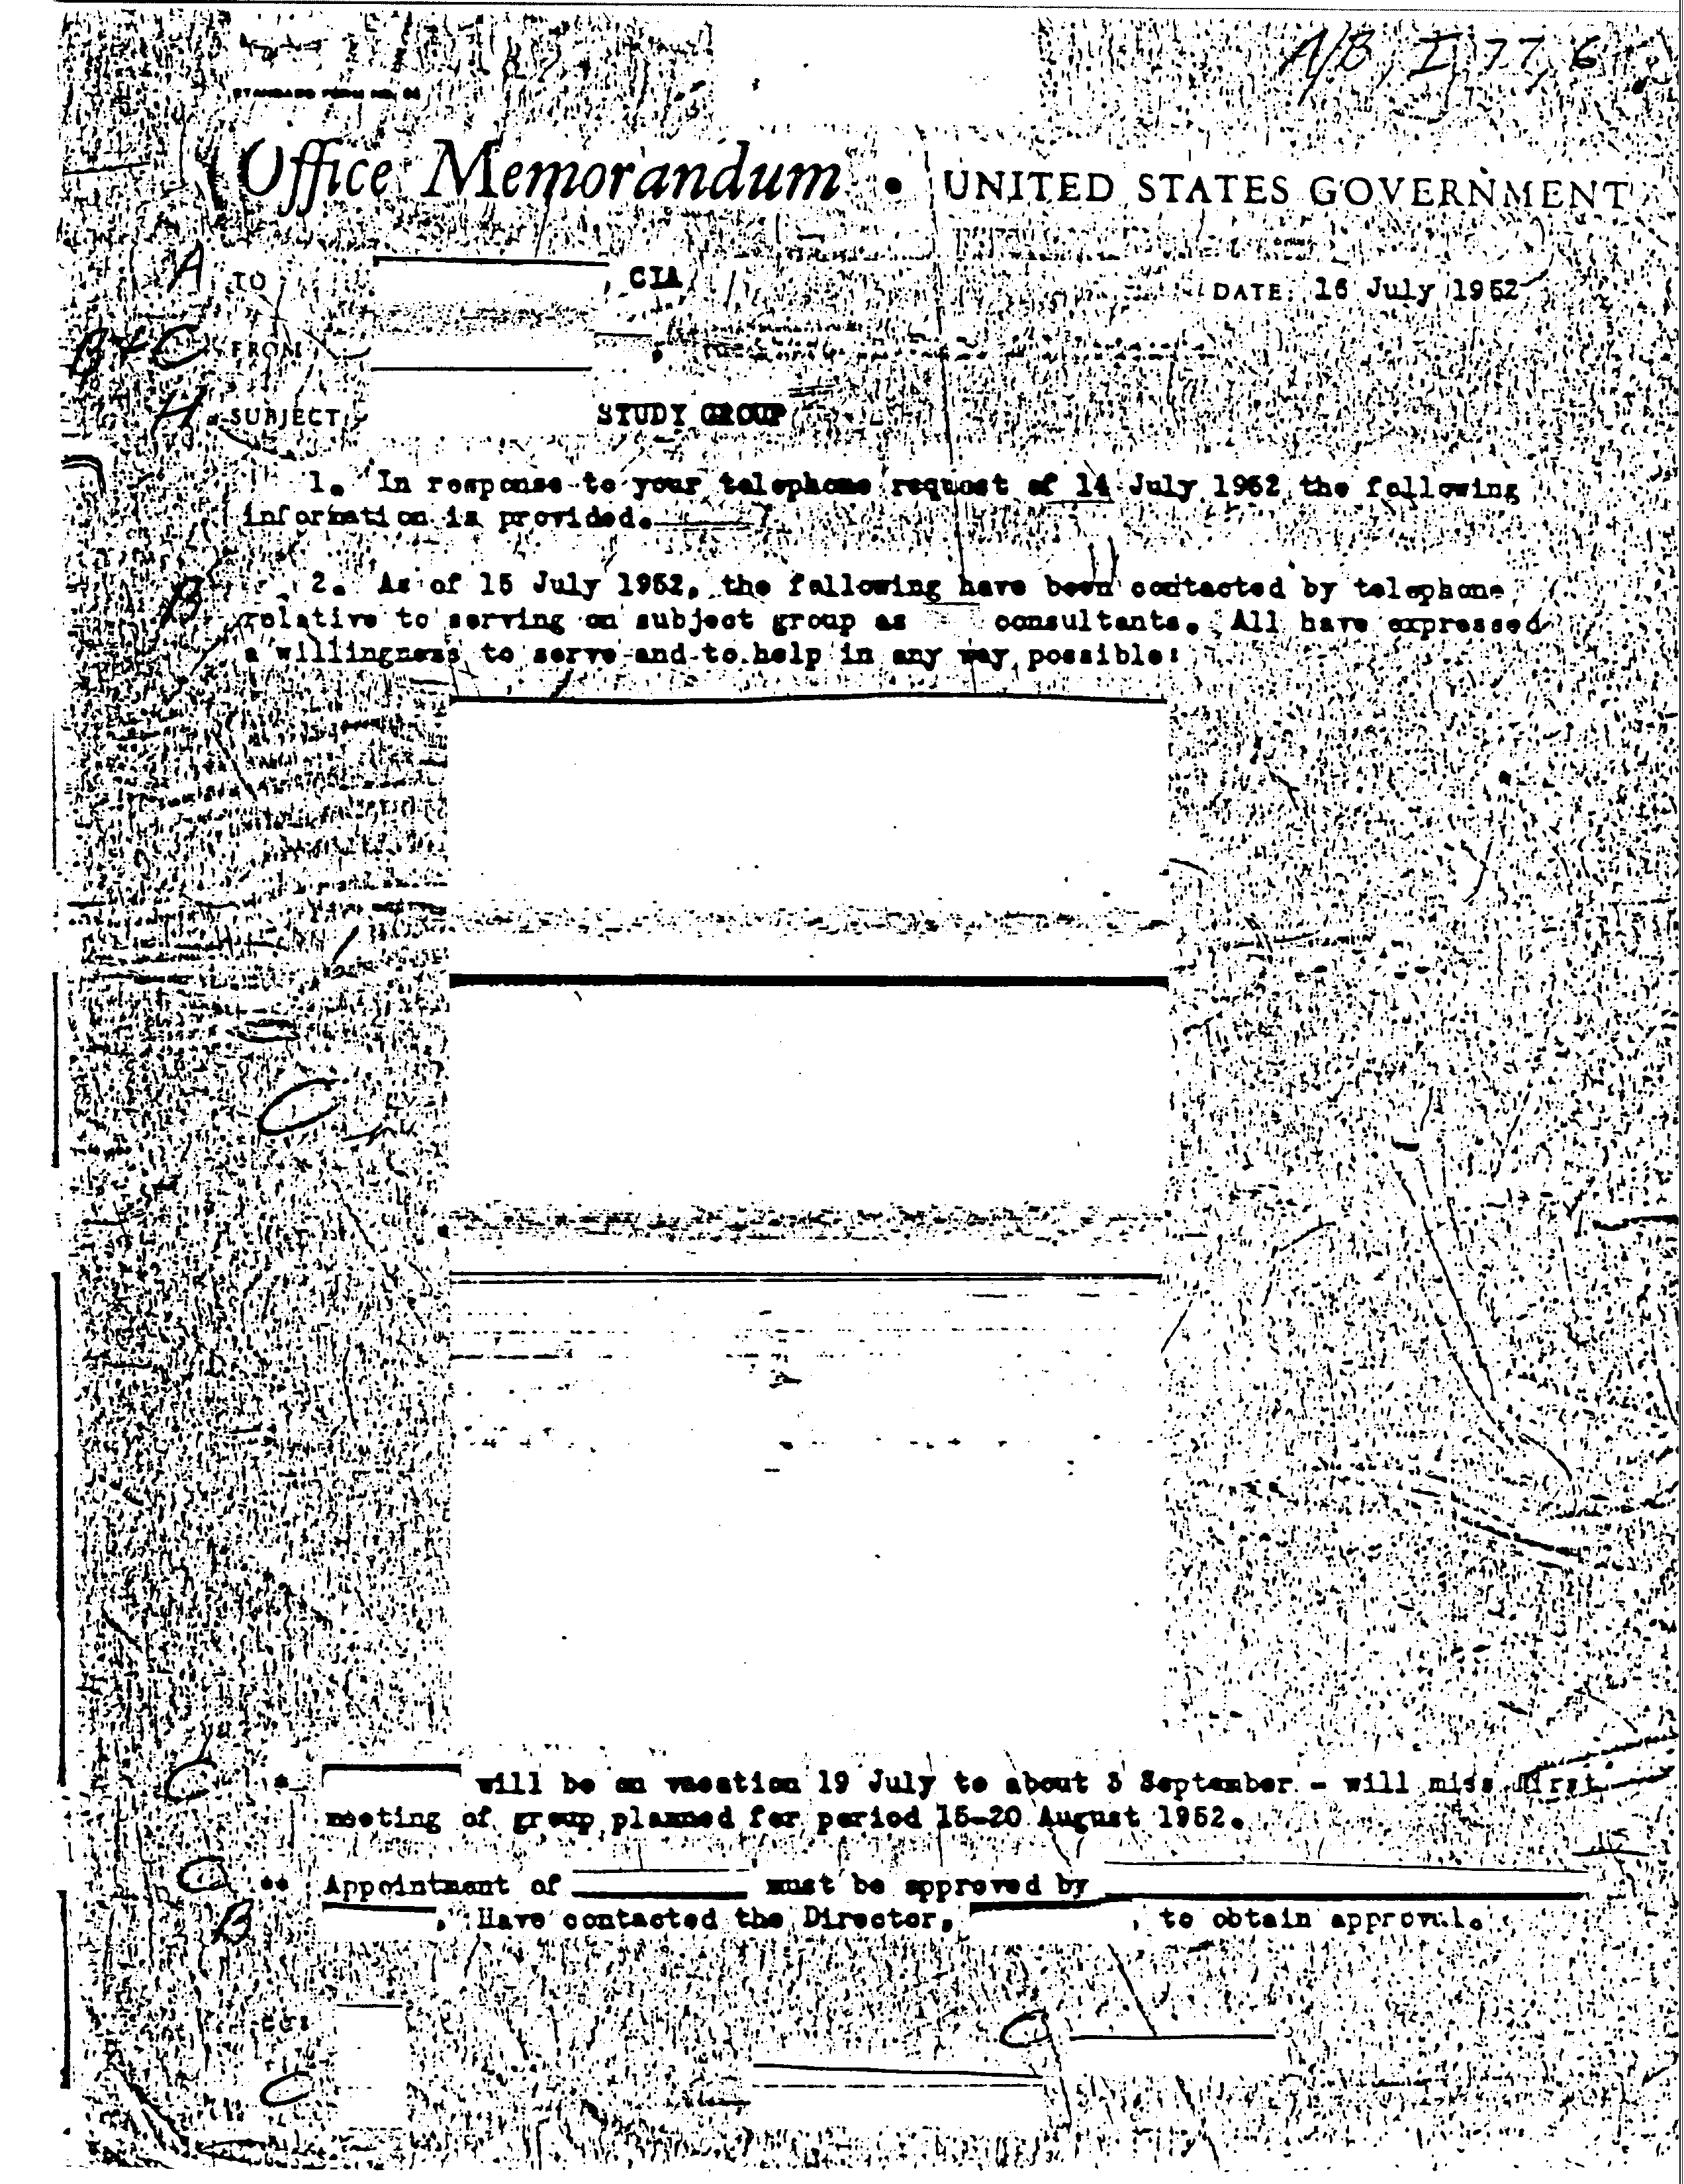 A/B, I, 77, 6
STANDARD FORM NO. 64
Office Memorandum • UNITED STATES GOVERNMENT
A TO , CIA DATE: 16 July 1952
B & C FROM ,
H SUBJECT: STUDY GROUP
1. In response to your telephone request of 14 July 1952 the following
information is provided.
B 2. As of 15 July 1952, the following have been contacted by telephone
relative to serving on subject group as consultants. All have expressed
a willingness to serve and to help in any way possible:
C
C * will be on vacation 19 July to about 3 September - will miss first
meeting of group planned for period 15-20 August 1952.
C ** Appointment of must be approved by
B . Have contacted the Director, , to obtain approval.
CC:
C
C